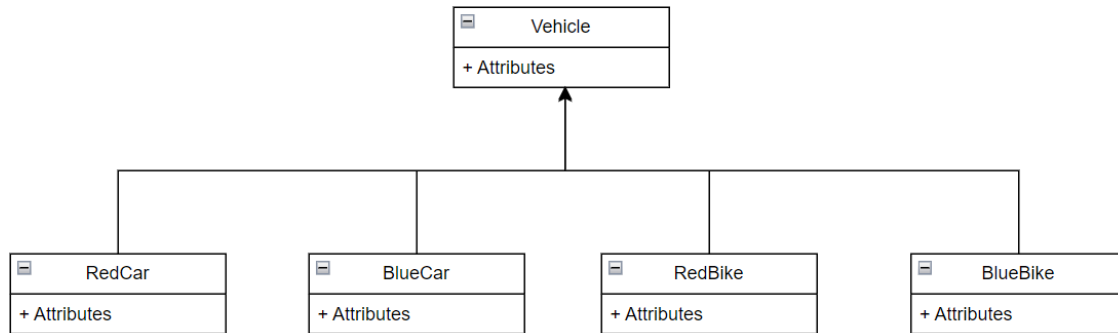 Vehicle
+ Attributes
RedCar
+ Attributes
BlueCar
+ Attributes
RedBike
+ Attributes
BlueBike
+ Attributes